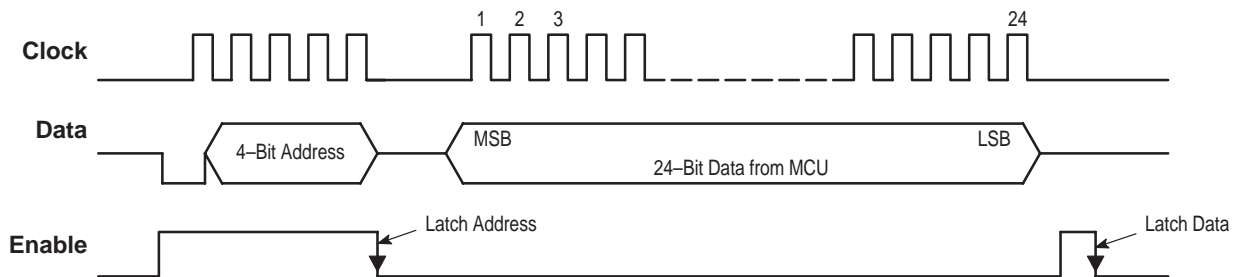 1 2 3 24
Clock
Data
4–Bit Address
MSB
LSB
24–Bit Data from MCU
Enable
Latch Address
Latch Data